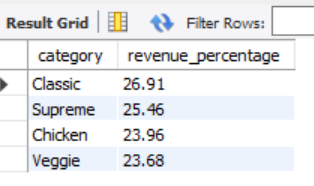 Result Grid Filter Rows:
category revenue_percentage
Classic 26.91
Supreme 25.46
Chicken 23.96
Veggie 23.68